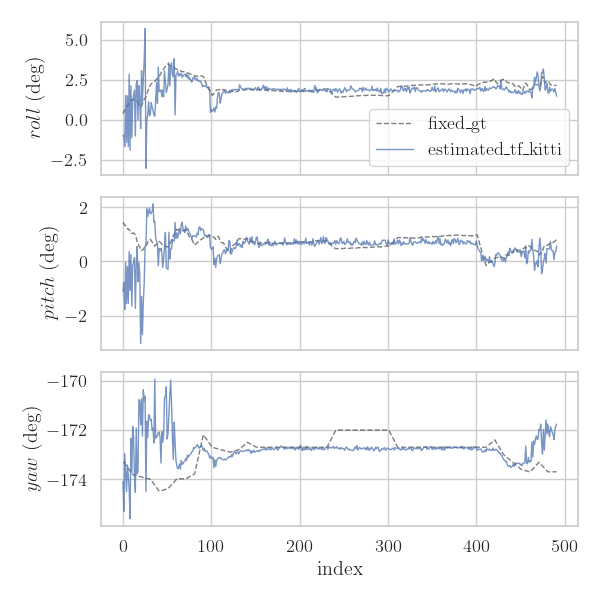 5.0
2.5
0.0
−2.5
roll (deg)
fixed_gt
estimated_tf_kitti
2
0
−2
pitch (deg)
−170
−172
−174
yaw (deg)
0 100 200 300 400 500
index